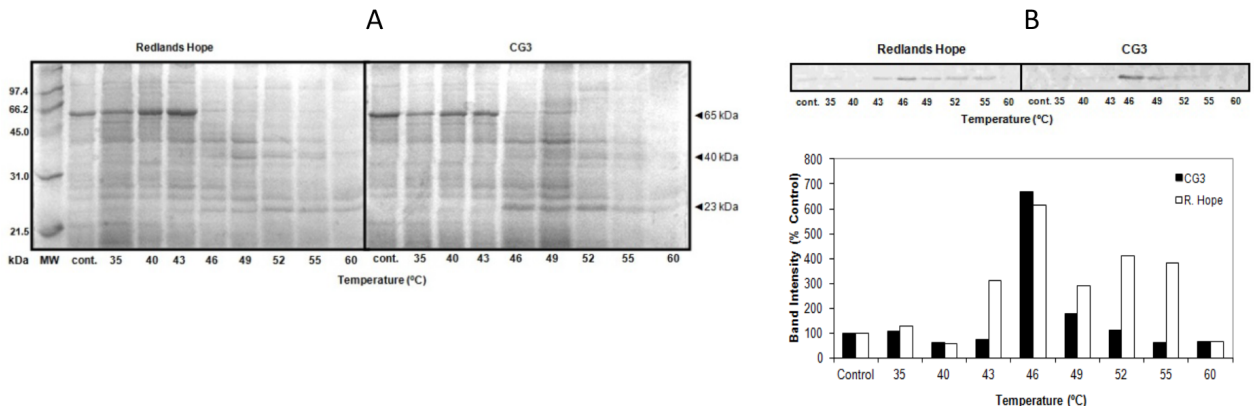 A
Redlands Hope CG3
97.4
66.2
45.0
31.0
21.5
◄65 kDa
◄40 kDa
◄23 kDa
kDa MW cont. 35 40 43 46 49 52 55 60 cont. 35 40 43 46 49 52 55 60
Temperature (ºC)
B
Redlands Hope CG3
cont. 35 40 43 46 49 52 55 60 cont. 35 40 43 46 49 52 55 60
Temperature (ºC)
Band Intensity (% Control)
800
700
600
500
400
300
200
100
0
CG3
R. Hope
Control 35 40 43 46 49 52 55 60
Temperature (ºC)